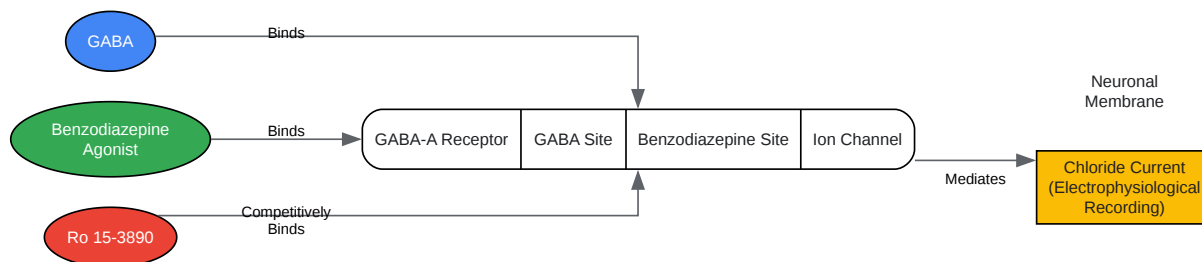 GABA
Binds
Benzodiazepine
Agonist
Binds
Ro 15-3890
Competitively
Binds
GABA-A Receptor
GABA Site
Benzodiazepine Site
Ion Channel
Mediates
Neuronal
Membrane
Chloride Current
(Electrophysiological
Recording)